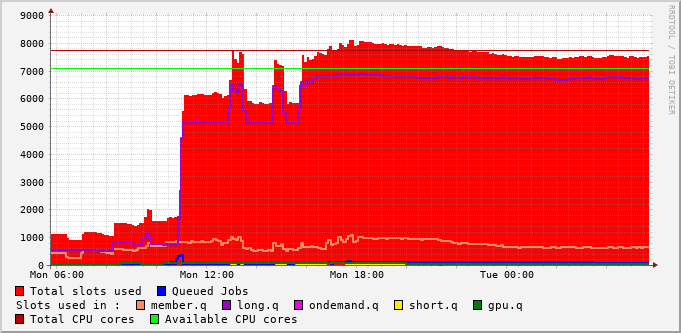 9000
8000
7000
6000
5000
4000
3000
2000
1000
0
Mon 06:00 Mon 12:00 Mon 18:00 Tue 00:00
RRDTOOL / TOBI OETIKER
Total slots used Queued Jobs
Slots used in : member.q long.q ondemand.q short.q gpu.q
Total CPU cores Available CPU cores